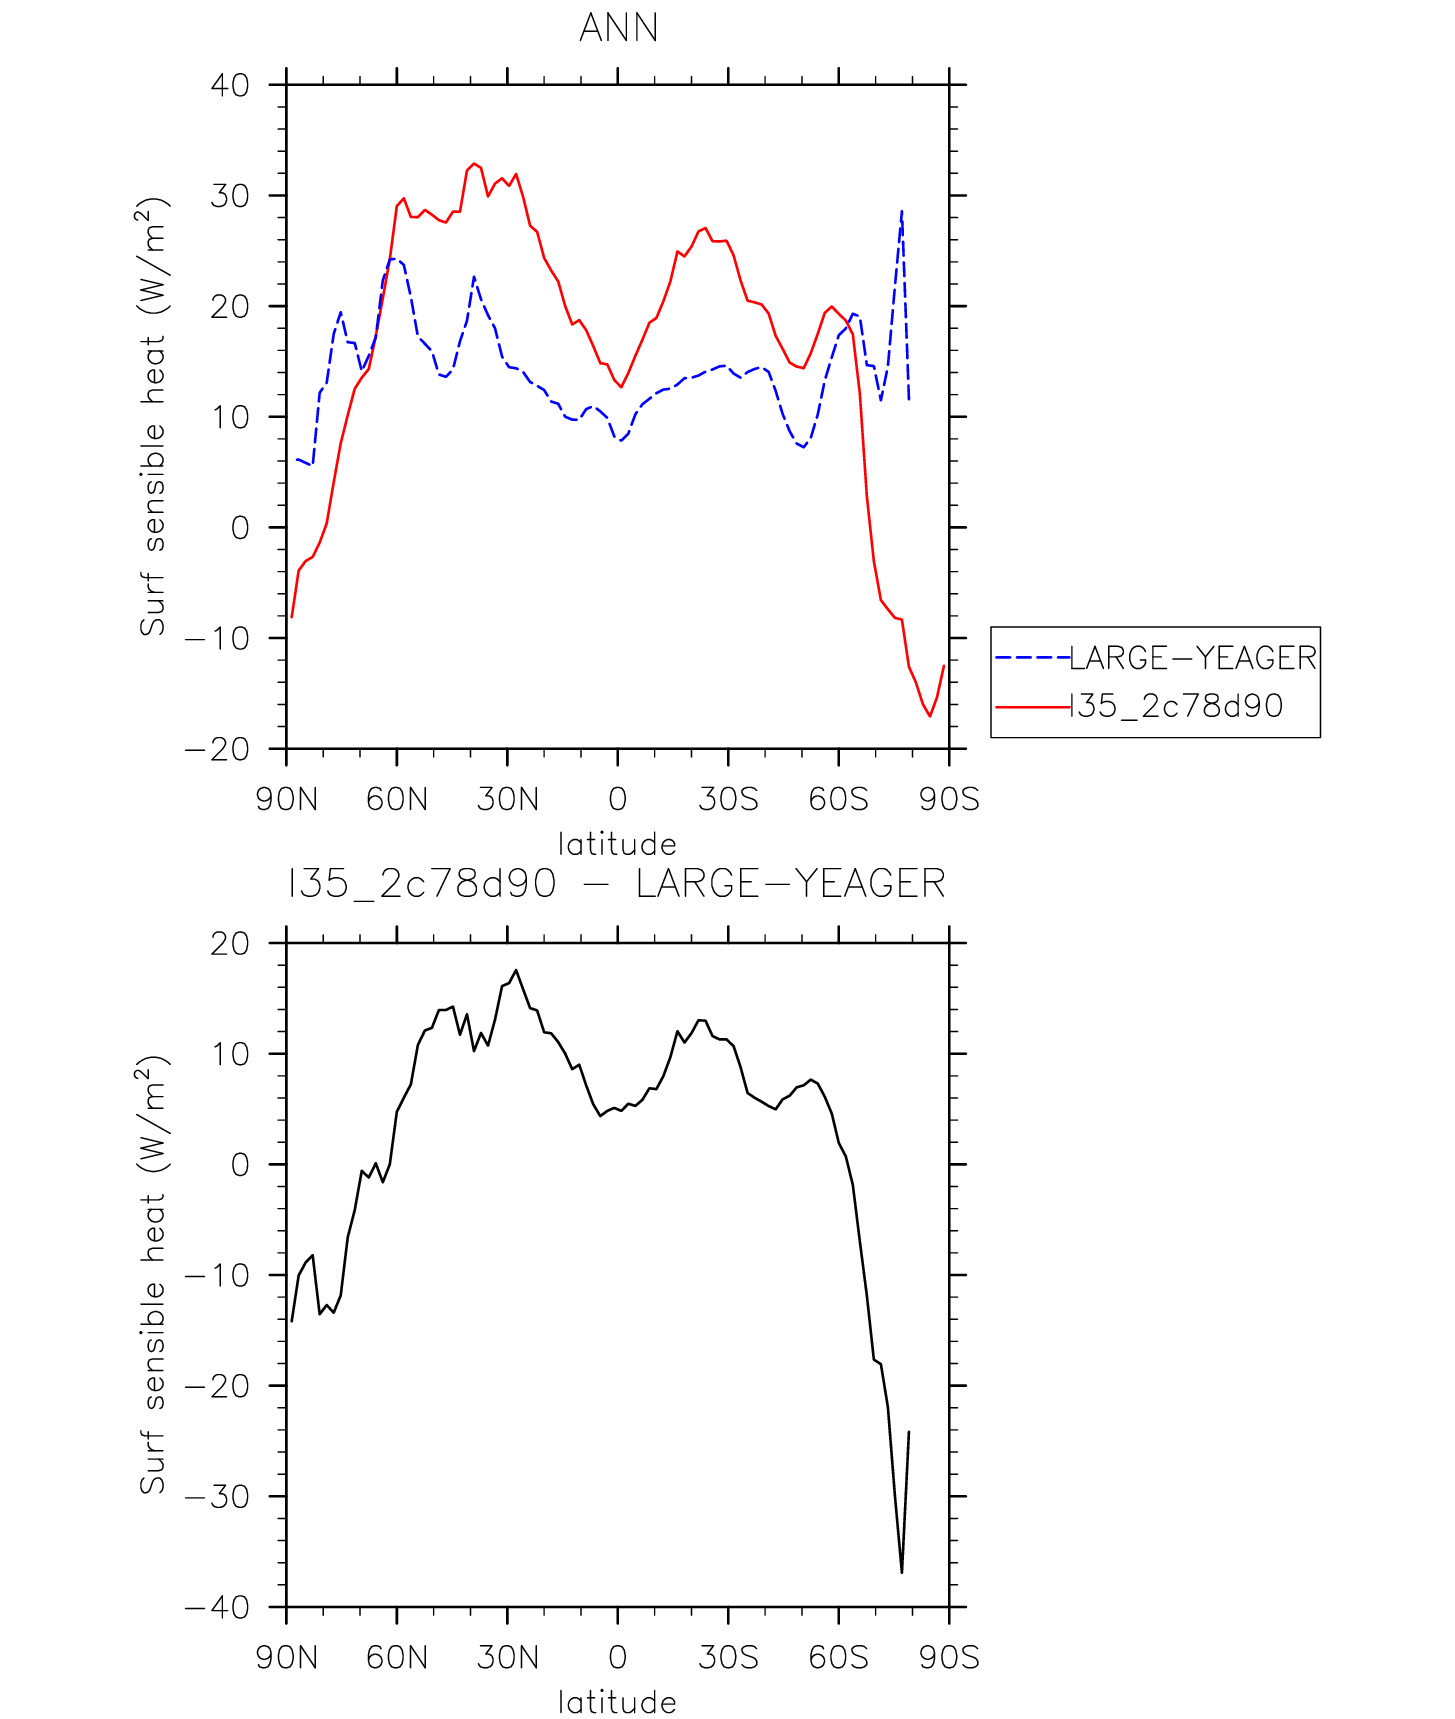 ANN
40
30
20
10
0
−10
−20
Surf sensible heat (W/m²)
90N 60N 30N 0 30S 60S 90S
latitude
LARGE−YEAGER
I35_2c78d90
I35_2c78d90 − LARGE−YEAGER
20
10
0
−10
−20
−30
−40
Surf sensible heat (W/m²)
90N 60N 30N 0 30S 60S 90S
latitude